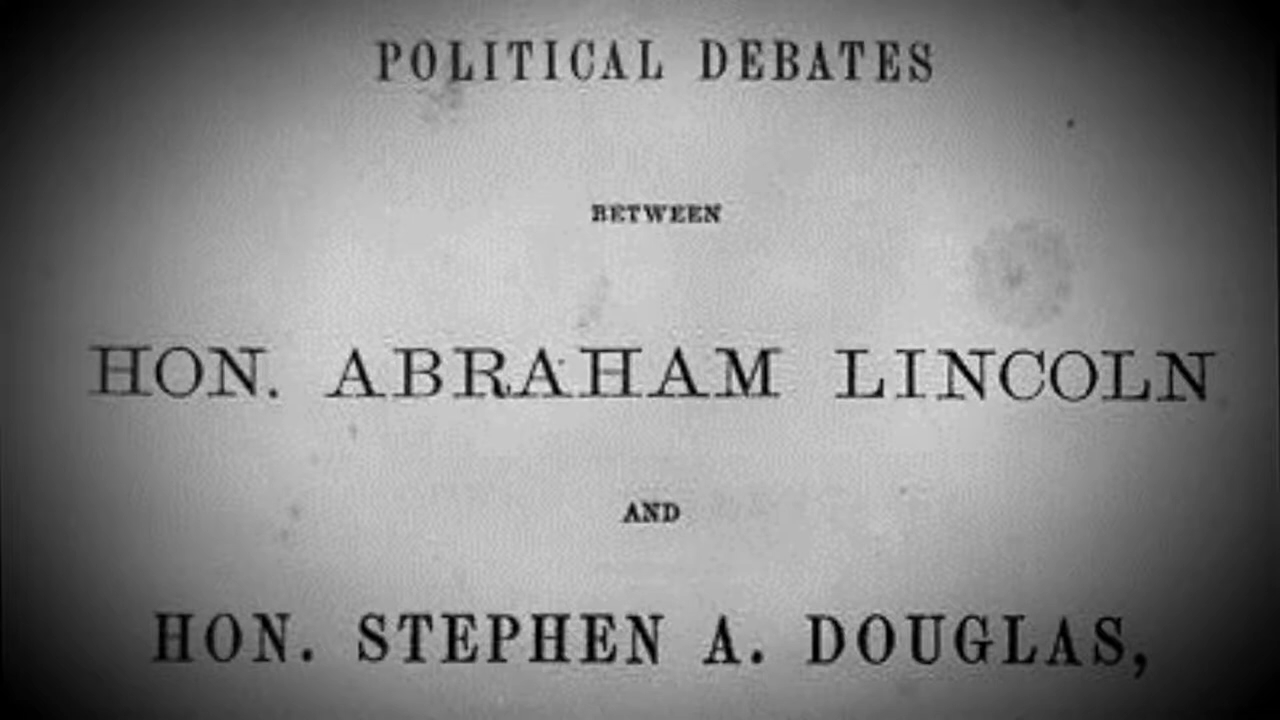 POLITICAL DEBATES
BETWEEN
HON. ABRAHAM LINCOLN
AND
HON. STEPHEN A. DOUGLAS,